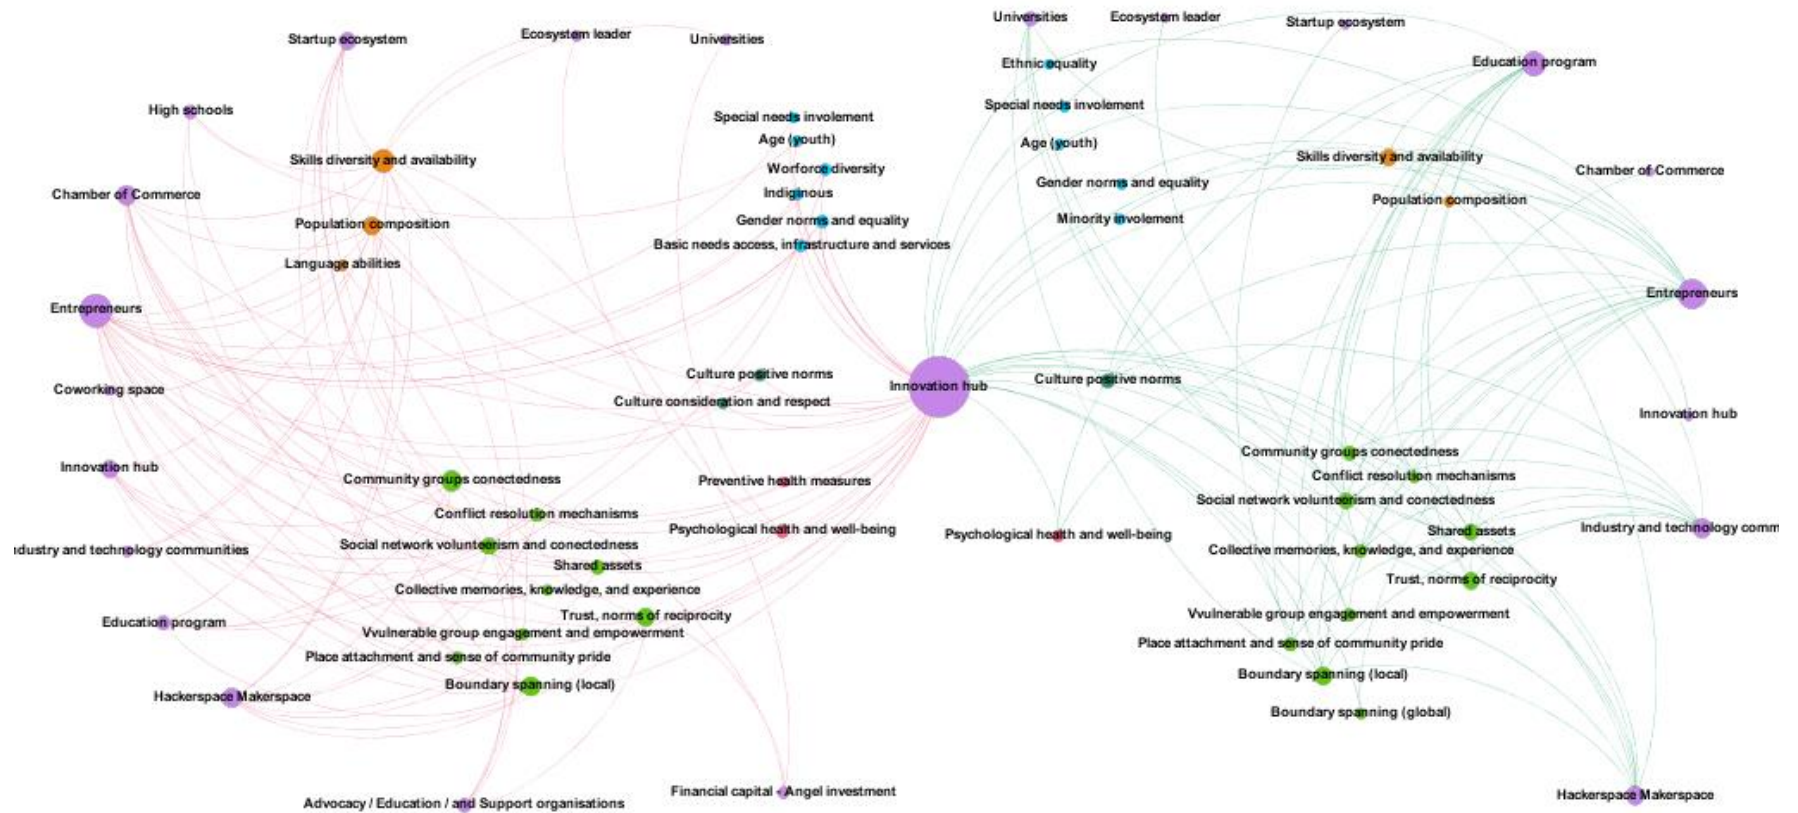 Startup ecosystem
Ecosystem leader
Universities
High schools
Special needs involement
Age (youth)
Skills diversity and availability
Worforce diversity
Chamber of Commerce
Indiginous
Population composition
Gender norms and equality
Basic needs access, infrastructure and services
Language abilities
Entrepreneurs
Culture positive norms
Coworking space
Culture consideration and respect
Innovation hub
Community groups conectedness
Preventive health measures
Conflict resolution mechanisms
Psychological health and well-being
Social network volunteerism and conectedness
ndustry and technology communities
Shared assets
Collective memories, knowledge, and experience
Trust, norms of reciprocity
Education program
Vvulnerable group engagement and empowerment
Place attachment and sense of community pride
Boundary spanning (local)
Hackerspace Makerspace
Financial capital - Angel investment
Advocacy / Education / and Support organisations
Innovation hub
Universities
Ecosystem leader
Startup ecosystem
Ethnic equality
Education program
Special needs involement
Age (youth)
Skills diversity and availability
Chamber of Commerce
Gender norms and equality
Population composition
Minority involement
Entrepreneurs
Culture positive norms
Innovation hub
Community groups conectedness
Conflict resolution mechanisms
Social network volunteerism and conectedness
Shared assets
Industry and technology comm
Psychological health and well-being
Collective memories, knowledge, and experience
Trust, norms of reciprocity
Vvulnerable group engagement and empowerment
Place attachment and sense of community pride
Boundary spanning (local)
Boundary spanning (global)
Hackerspace Makerspace